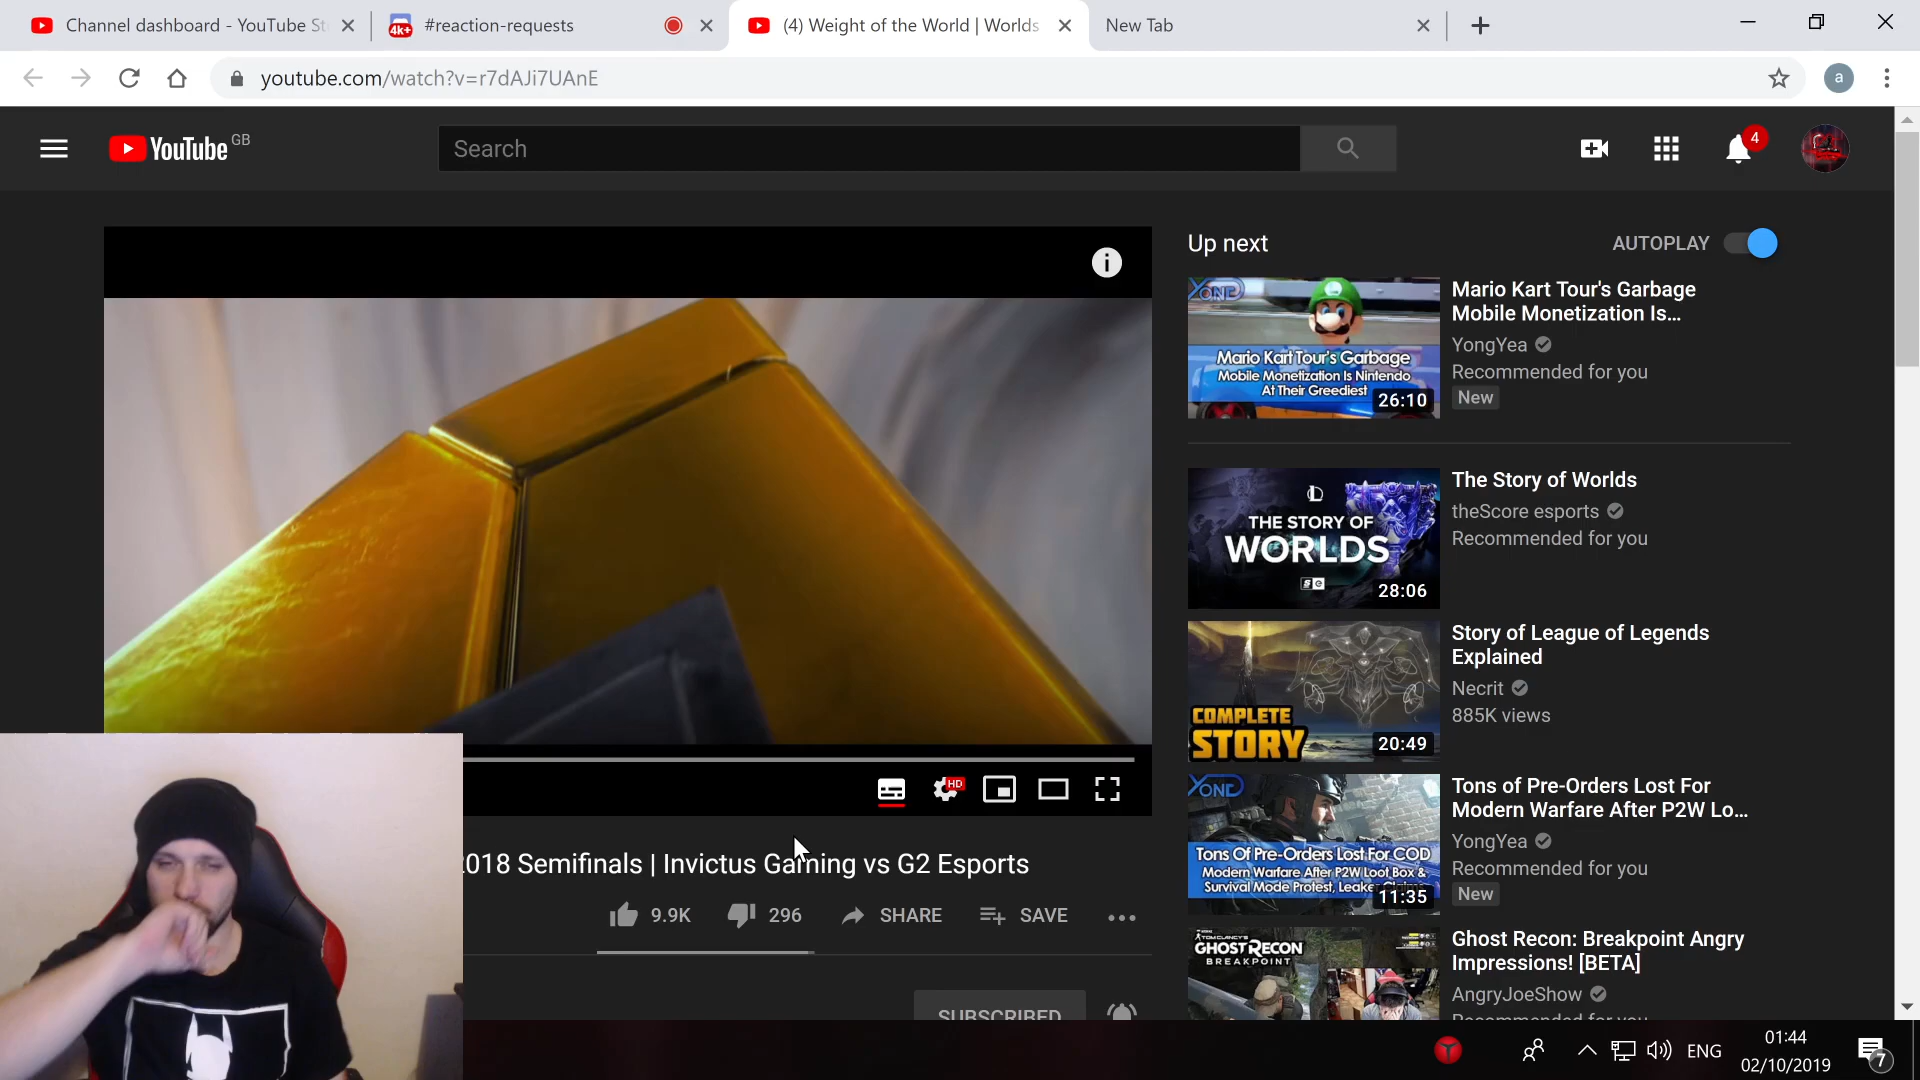 Channel dashboard - YouTube St
4K+
#reaction-requests
(4) Weight of the World | Worlds
New Tab
youtube.com/watch?v=r7dAJi7UAnE
a
YouTube GB
Search
4
Up next
AUTOPLAY
Mario Kart Tour's Garbage
Mobile Monetization Is Nintendo
At Their Greediest
26:10
Mario Kart Tour's Garbage
Mobile Monetization Is...
YongYea
Recommended for you
New
THE STORY OF
WORLDS
28:06
The Story of Worlds
theScore esports
Recommended for you
COMPLETE
STORY
20:49
Story of League of Legends
Explained
Necrit
885K views
Tons Of Pre-Orders Lost For COD
Modern Warfare After P2W Loot Box &
11:35
Tons of Pre-Orders Lost For
Modern Warfare After P2W Lo...
YongYea
Recommended for you
New
GHOST RECON
BREAKPOINT
Ghost Recon: Breakpoint Angry
Impressions! [BETA]
AngryJoeShow
Recommended for you
HD
2018 Semifinals | Invictus Gaming vs G2 Esports
9.9K
296
SHARE
SAVE
SUBSCRIBED
ENG
01:44
02/10/2019
7